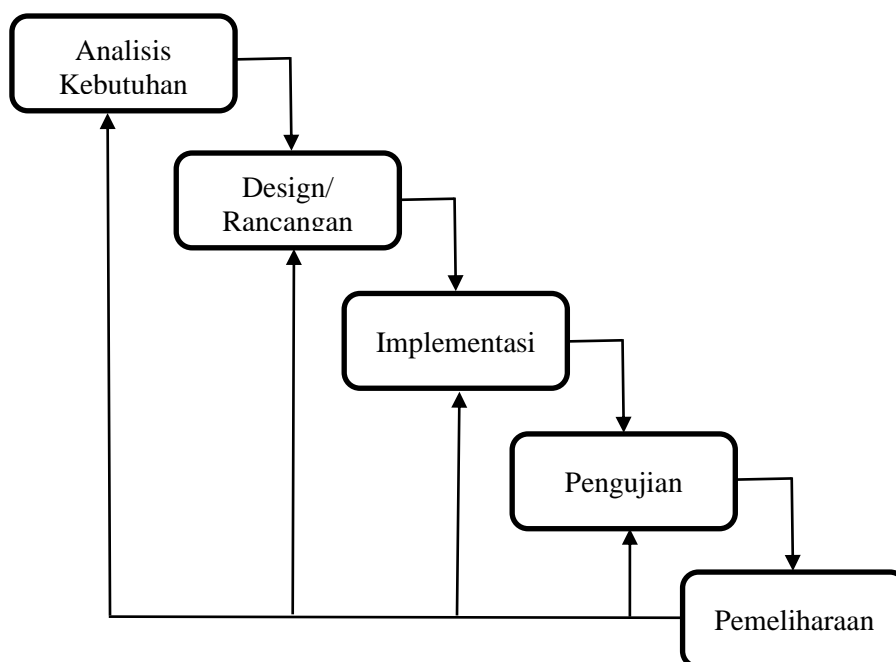 Analisis
Kebutuhan
Design/
Rancangan
Implementasi
Pengujian
Pemeliharaan